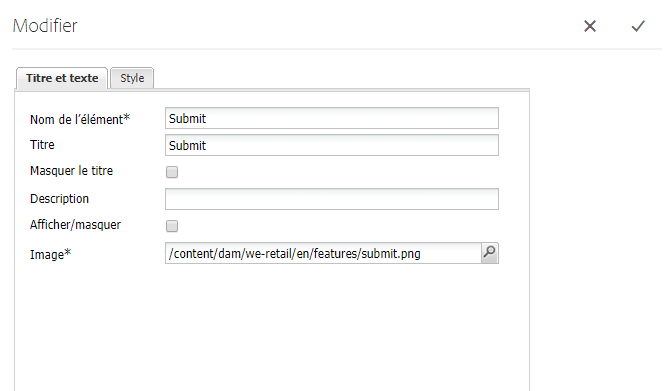 Modifier
Titre et texte Style
Nom de l'élément* Submit
Titre Submit
Masquer le titre
Description
Afficher/masquer
Image* /content/dam/we-retail/en/features/submit.png